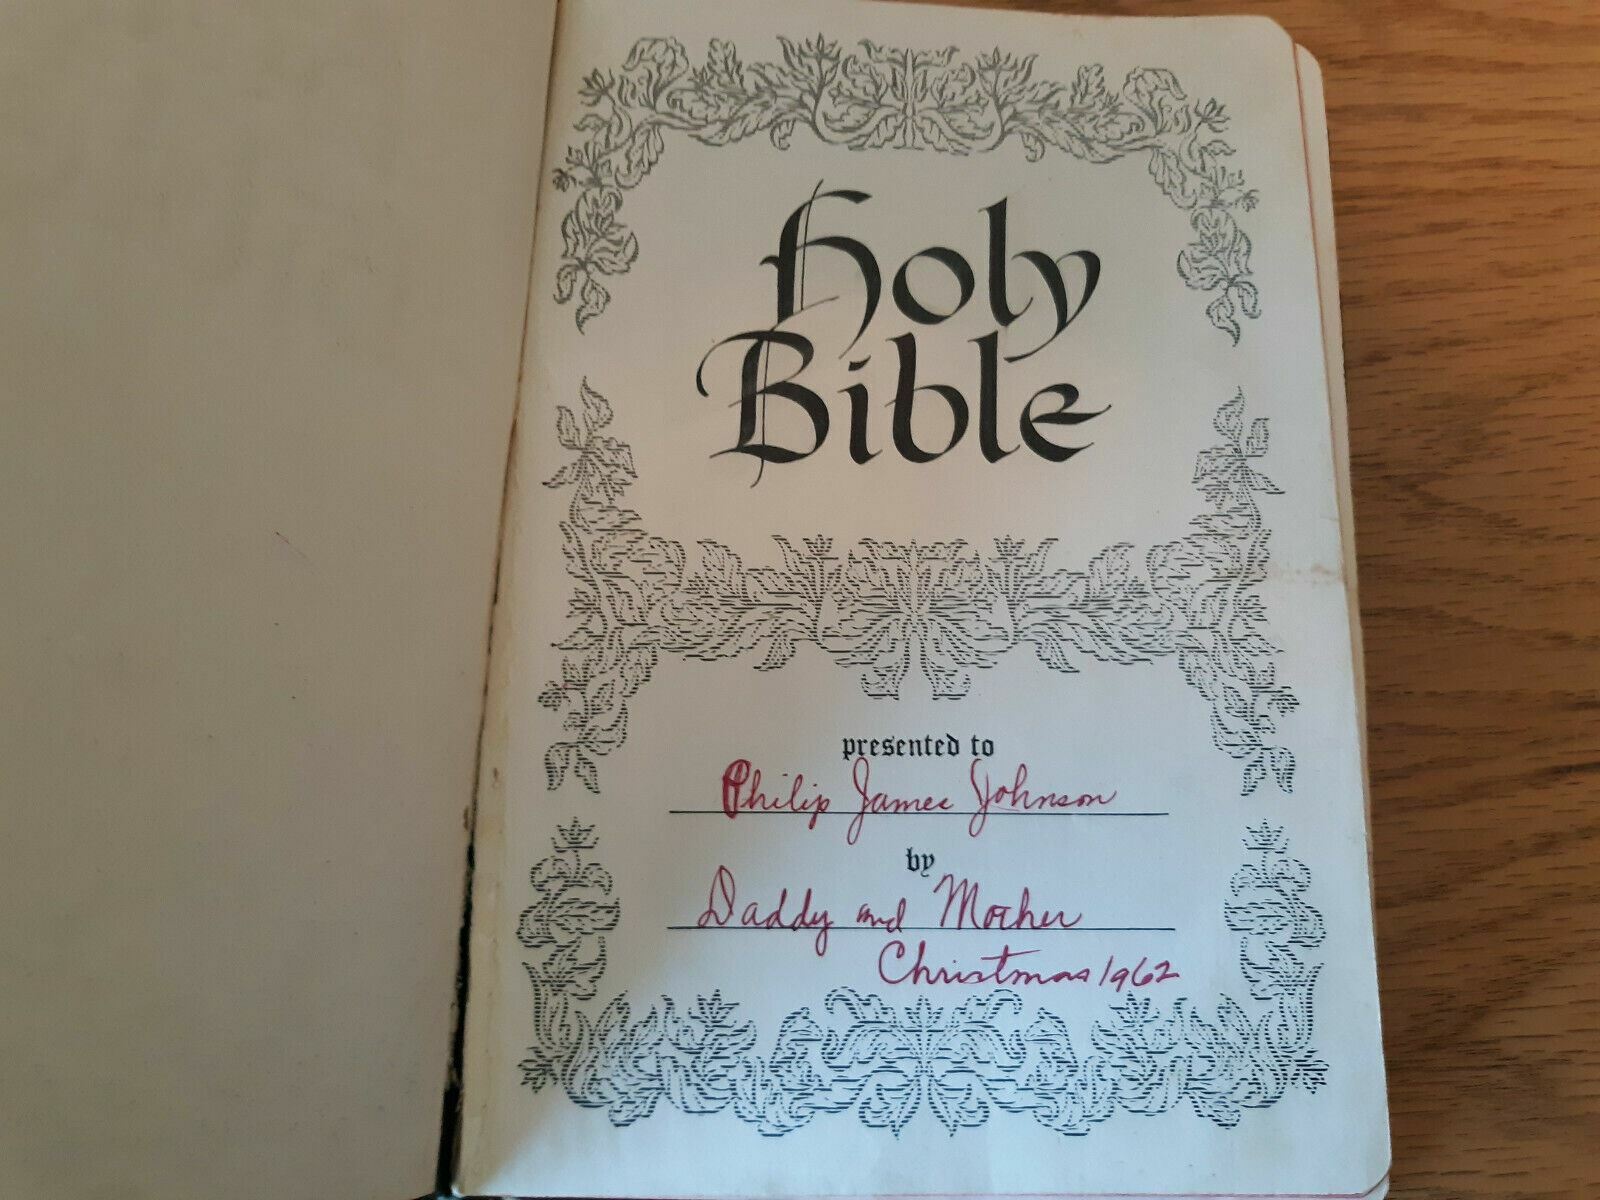 Holy
Bible
presented to
Philip James Johnson
by
Daddy and Mother
Christmas 1962